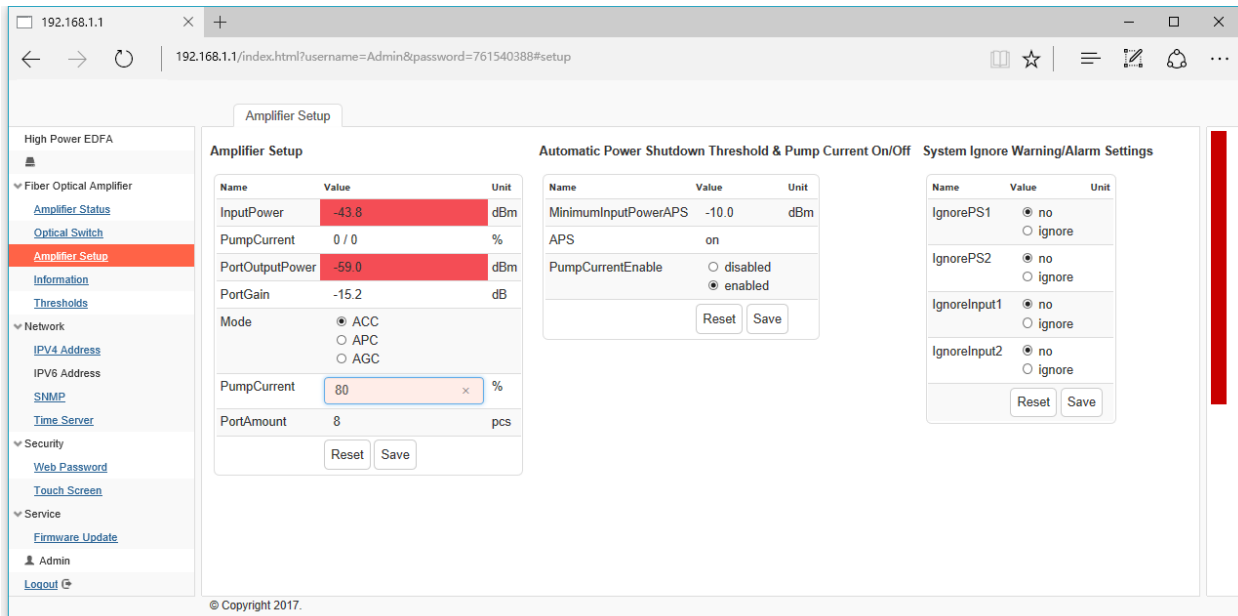 192.168.1.1
192.168.1.1/index.html?username=Admin&password=761540388#setup
Amplifier Setup
High Power EDFA
Fiber Optical Amplifier
Amplifier Status
Optical Switch
Amplifier Setup
Information
Thresholds
Network
IPV4 Address
IPV6 Address
SNMP
Time Server
Security
Web Password
Touch Screen
Service
Firmware Update
Admin
Logout
Amplifier Setup
Name Value Unit
InputPower -43.8 dBm
PumpCurrent 0 / 0 %
PortOutputPower -59.0 dBm
PortGain -15.2 dB
Mode ACC
APC
AGC
PumpCurrent 80 %
PortAmount 8 pcs
Reset Save
Automatic Power Shutdown Threshold & Pump Current On/Off
Name Value Unit
MinimumInputPowerAPS -10.0 dBm
APS on
PumpCurrentEnable disabled
enabled
Reset Save
System Ignore Warning/Alarm Settings
Name Value Unit
IgnorePS1 no
ignore
IgnorePS2 no
ignore
IgnoreInput1 no
ignore
IgnoreInput2 no
ignore
Reset Save
© Copyright 2017.